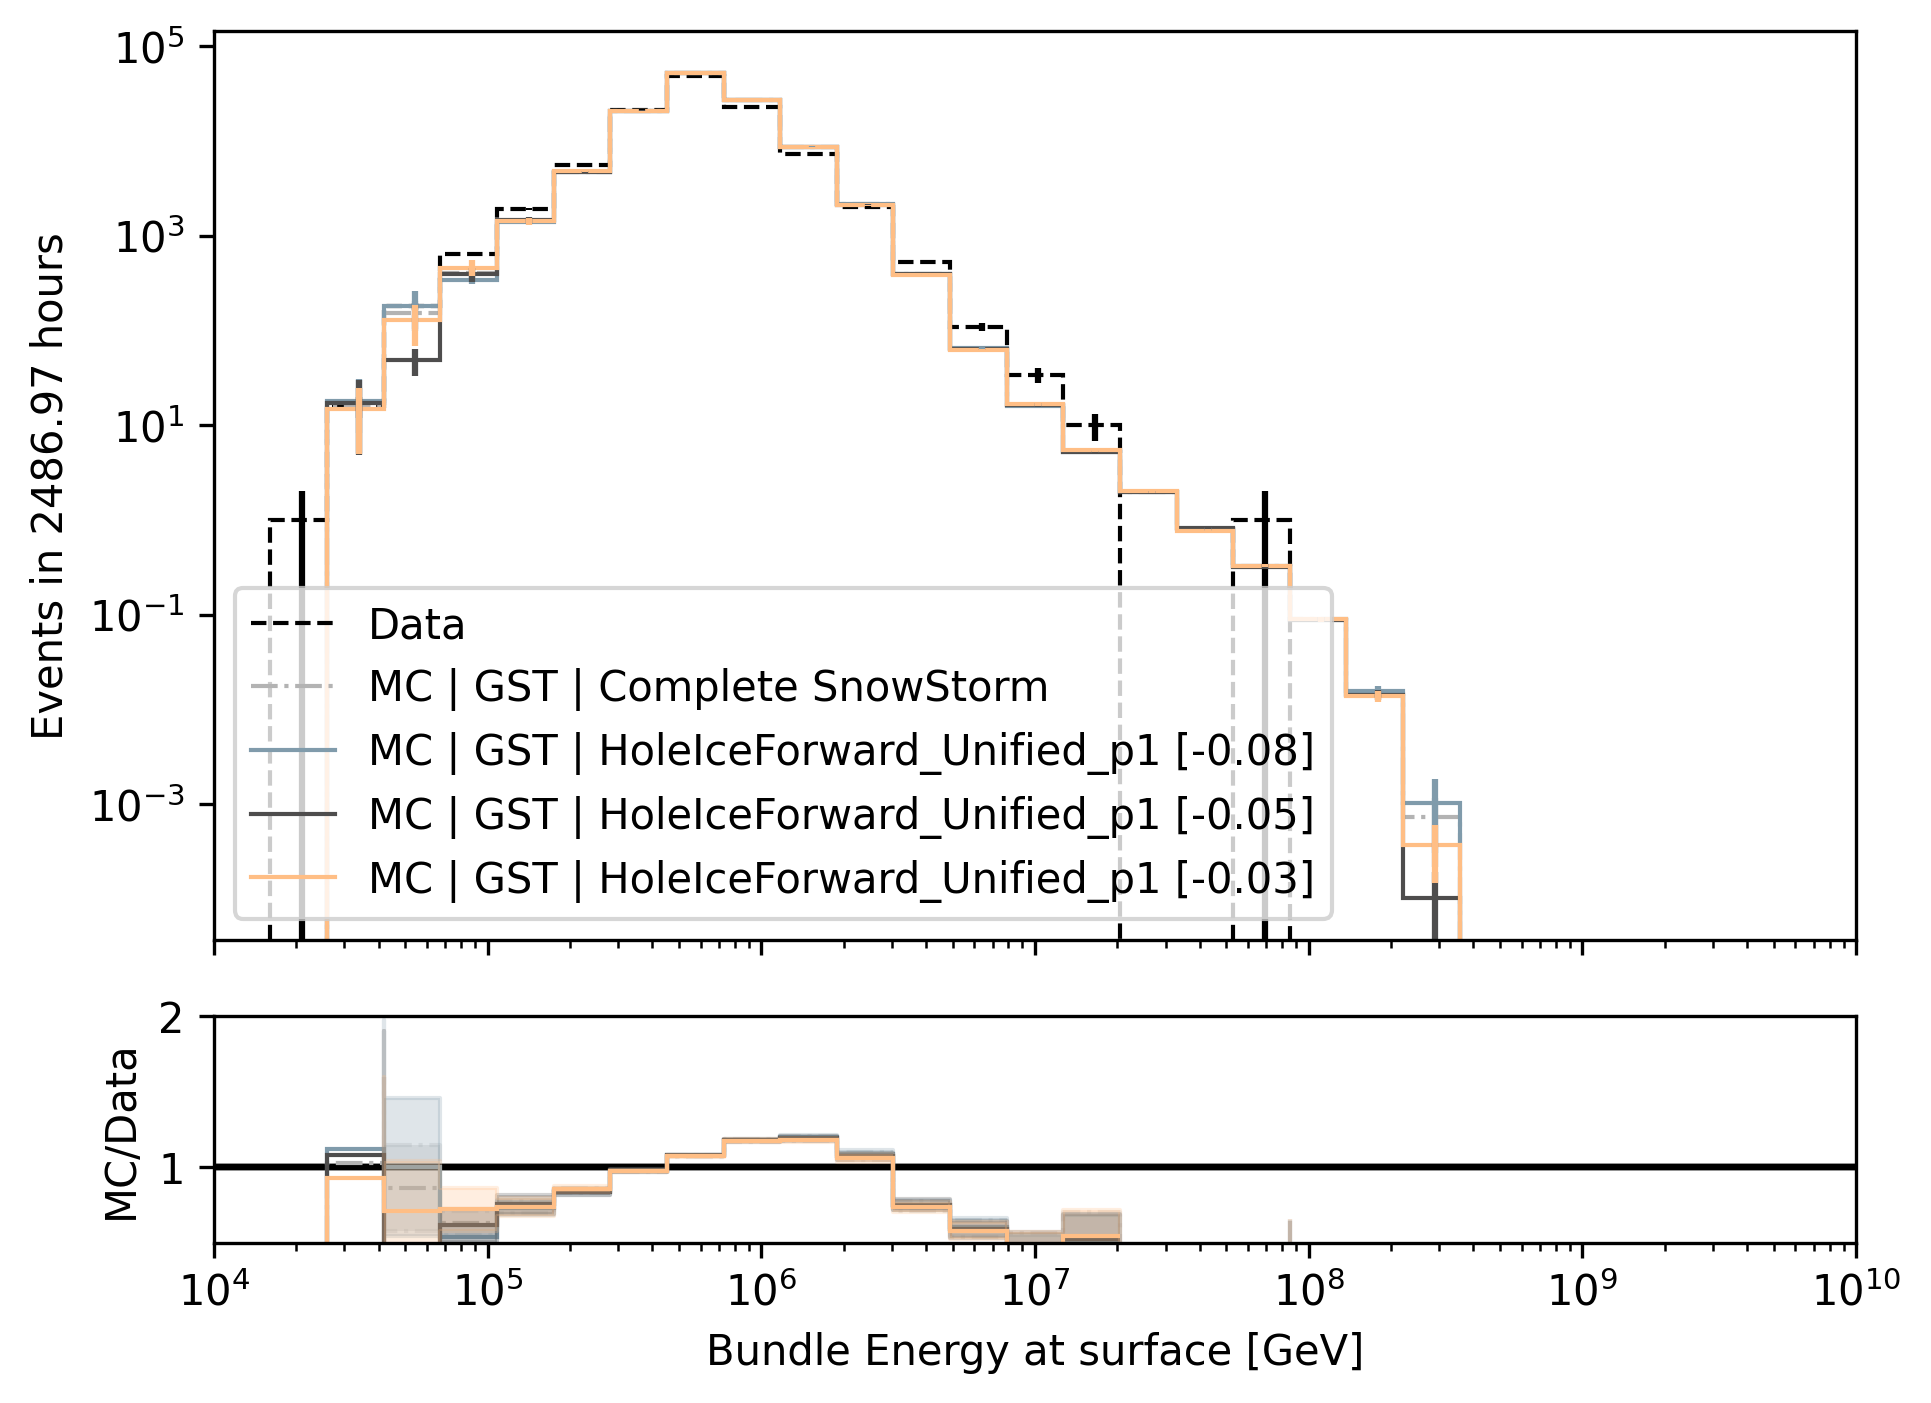 10^5
10^3
10^1
10^-1
10^-3
Events in 2486.97 hours
Data
MC | GST | Complete SnowStorm
MC | GST | HoleIceForward_Unified_p1 [-0.08]
MC | GST | HoleIceForward_Unified_p1 [-0.05]
MC | GST | HoleIceForward_Unified_p1 [-0.03]
2
1
MC/Data
10^4 10^5 10^6 10^7 10^8 10^9 10^10
Bundle Energy at surface [GeV]